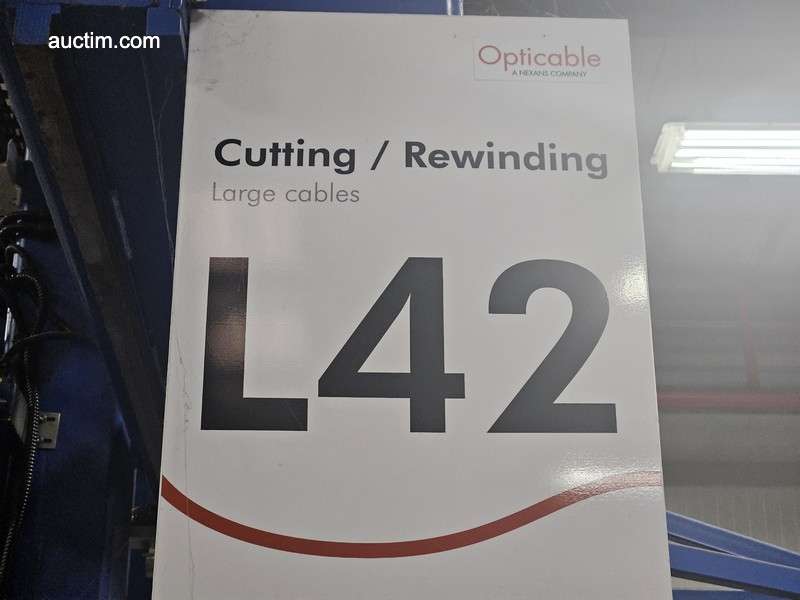 auctim.com
Opticable
A NEXANS COMPANY
Cutting / Rewinding
Large cables
L42